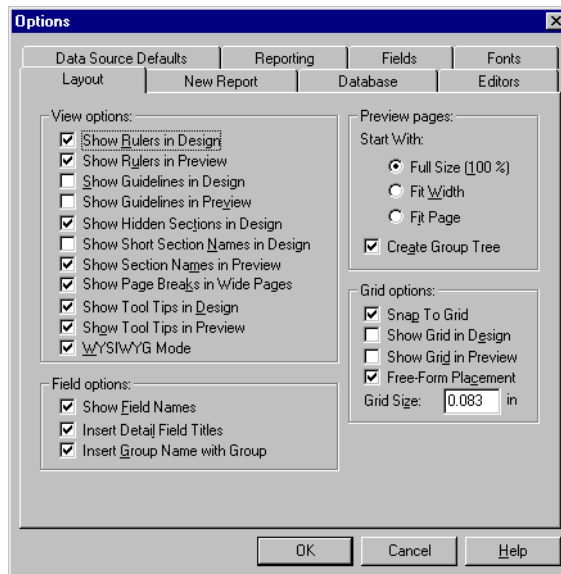 Options
Data Source Defaults
Reporting
Fields
Fonts
Layout
New Report
Database
Editors
View options:
Show Rulers in Design
Show Rulers in Preview
Show Guidelines in Design
Show Guidelines in Preview
Show Hidden Sections in Design
Show Short Section Names in Design
Show Section Names in Preview
Show Page Breaks in Wide Pages
Show Tool Tips in Design
Show Tool Tips in Preview
WYSIWYG Mode
Field options:
Show Field Names
Insert Detail Field Titles
Insert Group Name with Group
Preview pages:
Start With:
Full Size (100 %)
Fit Width
Fit Page
Create Group Tree
Grid options:
Snap To Grid
Show Grid in Design
Show Grid in Preview
Free-Form Placement
Grid Size: 0.083 in
OK
Cancel
Help